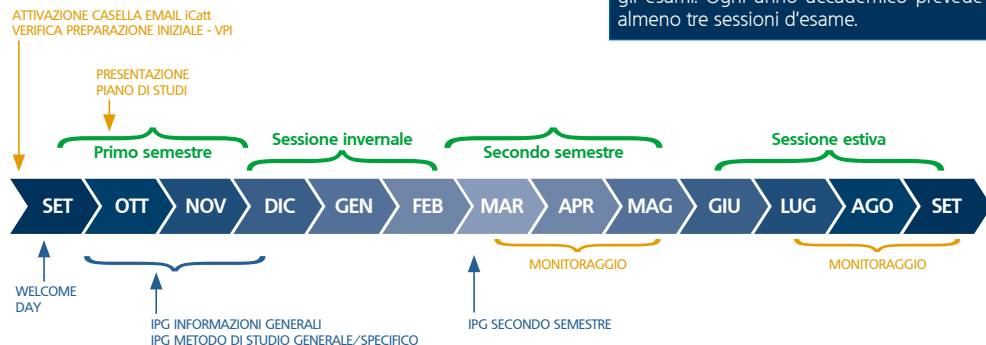 gli esami. Ogni anno accademico prevede
almeno tre sessioni d'esame.
ATTIVAZIONE CASELLA EMAIL iCatt
VERIFICA PREPARAZIONE INIZIALE - VPI
PRESENTAZIONE
PIANO DI STUDI
Primo semestre
Sessione invernale
Secondo semestre
Sessione estiva
SET OTT NOV DIC GEN FEB MAR APR MAG GIU LUG AGO SET
MONITORAGGIO
MONITORAGGIO
WELCOME
DAY
IPG INFORMAZIONI GENERALI
IPG METODO DI STUDIO GENERALE/SPECIFICO
IPG SECONDO SEMESTRE